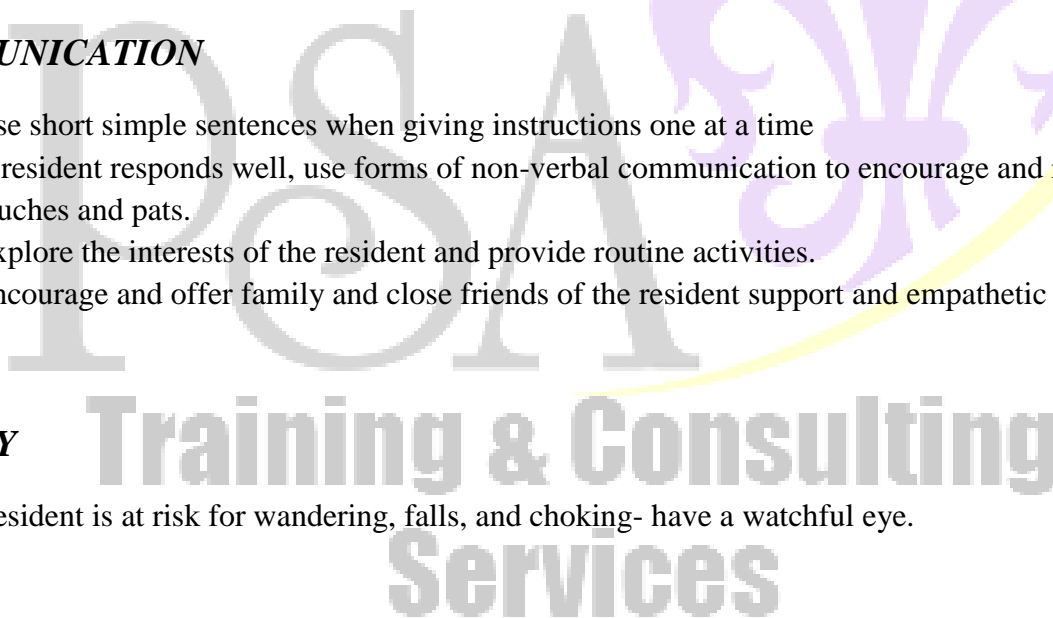 UNICATION
se short simple sentences when giving instructions one at a time
resident responds well, use forms of non-verbal communication to encourage and
uches and pats.
xplore the interests of the resident and provide routine activities.
ncourage and offer family and close friends of the resident support and empathetic
PSA
Training & Consulting
Y
esident is at risk for wandering, falls, and choking- have a watchful eye.
Services